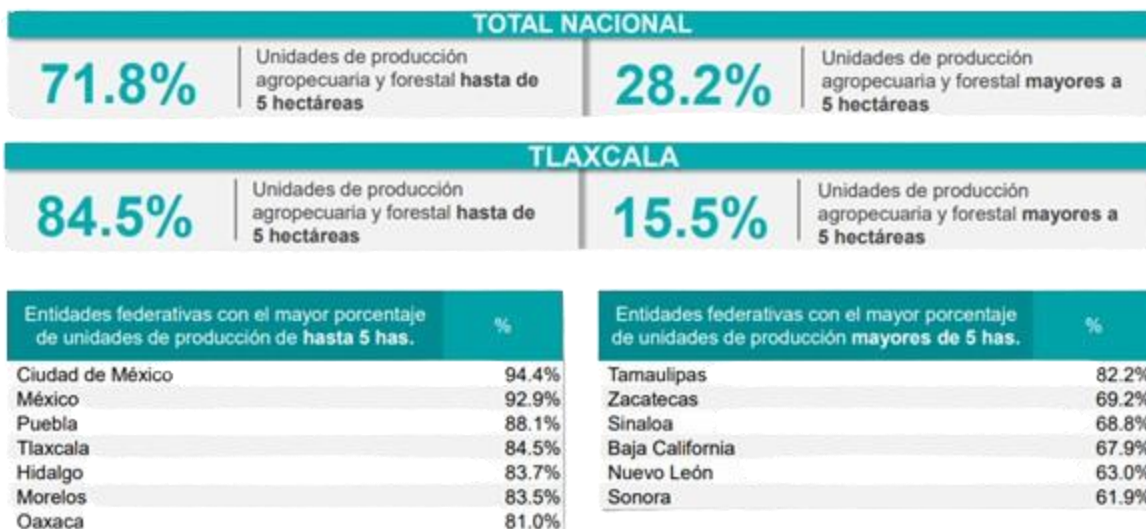 TOTAL NACIONAL
71.8%
Unidades de producción
agropecuaria y forestal hasta de
5 hectáreas
28.2%
Unidades de producción
agropecuaria y forestal mayores a
5 hectáreas
TLAXCALA
84.5%
Unidades de producción
agropecuaria y forestal hasta de
5 hectáreas
15.5%
Unidades de producción
agropecuaria y forestal mayores a
5 hectáreas
Entidades federativas con el mayor porcentaje
de unidades de producción de hasta 5 has.
%
Ciudad de México 94.4%
México 92.9%
Puebla 88.1%
Tlaxcala 84.5%
Hidalgo 83.7%
Morelos 83.5%
Oaxaca 81.0%
Entidades federativas con el mayor porcentaje
de unidades de producción mayores de 5 has.
%
Tamaulipas 82.2%
Zacatecas 69.2%
Sinaloa 68.8%
Baja California 67.9%
Nuevo León 63.0%
Sonora 61.9%